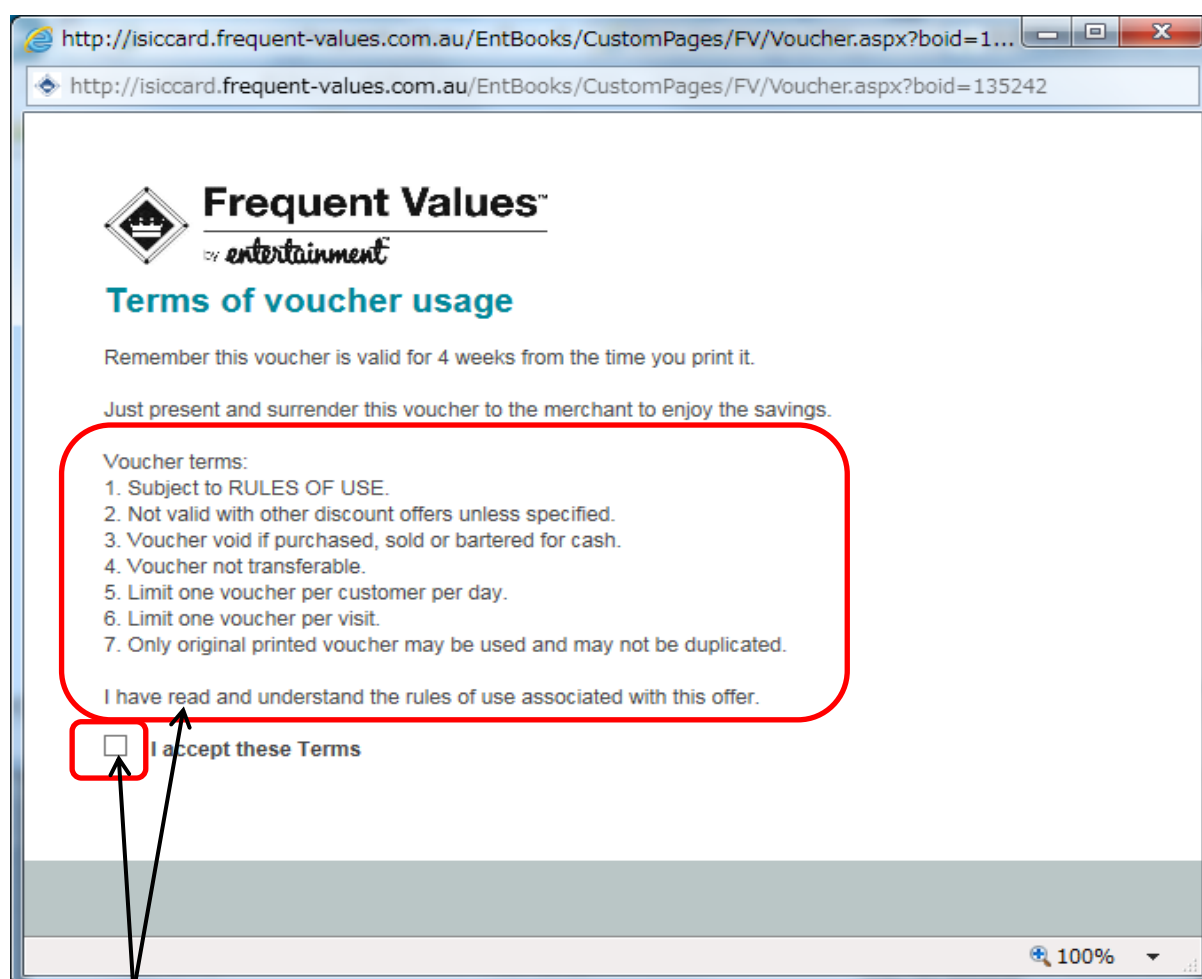 http://isiccard.frequent-values.com.au/EntBooks/CustomPages/FV/Voucher.aspx?boid=1...
http://isiccard.frequent-values.com.au/EntBooks/CustomPages/FV/Voucher.aspx?boid=135242
Frequent Values™
by entertainment™
Terms of voucher usage
Remember this voucher is valid for 4 weeks from the time you print it.
Just present and surrender this voucher to the merchant to enjoy the savings.
Voucher terms:
1. Subject to RULES OF USE.
2. Not valid with other discount offers unless specified.
3. Voucher void if purchased, sold or bartered for cash.
4. Voucher not transferable.
5. Limit one voucher per customer per day.
6. Limit one voucher per visit.
7. Only original printed voucher may be used and may not be duplicated.
I have read and understand the rules of use associated with this offer.
I accept these Terms
100%